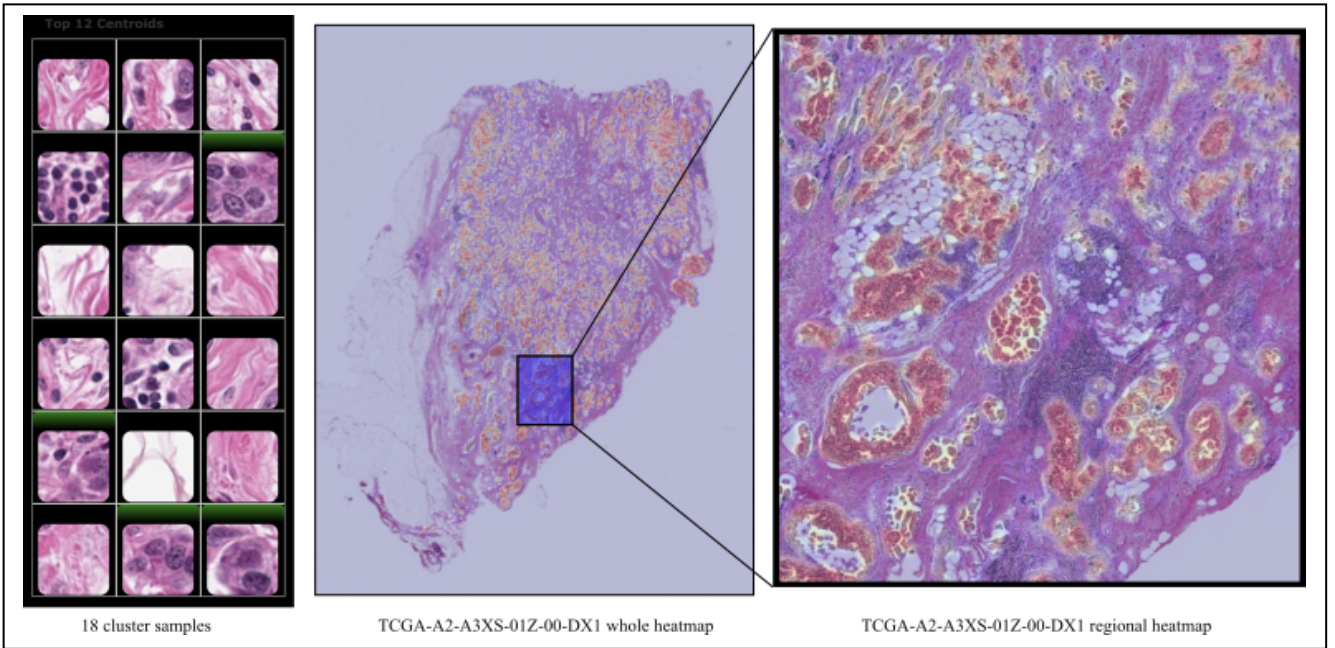 Top 12 Centroids
18 cluster samples
TCGA-A2-A3XS-01Z-00-DX1 whole heatmap
TCGA-A2-A3XS-01Z-00-DX1 regional heatmap